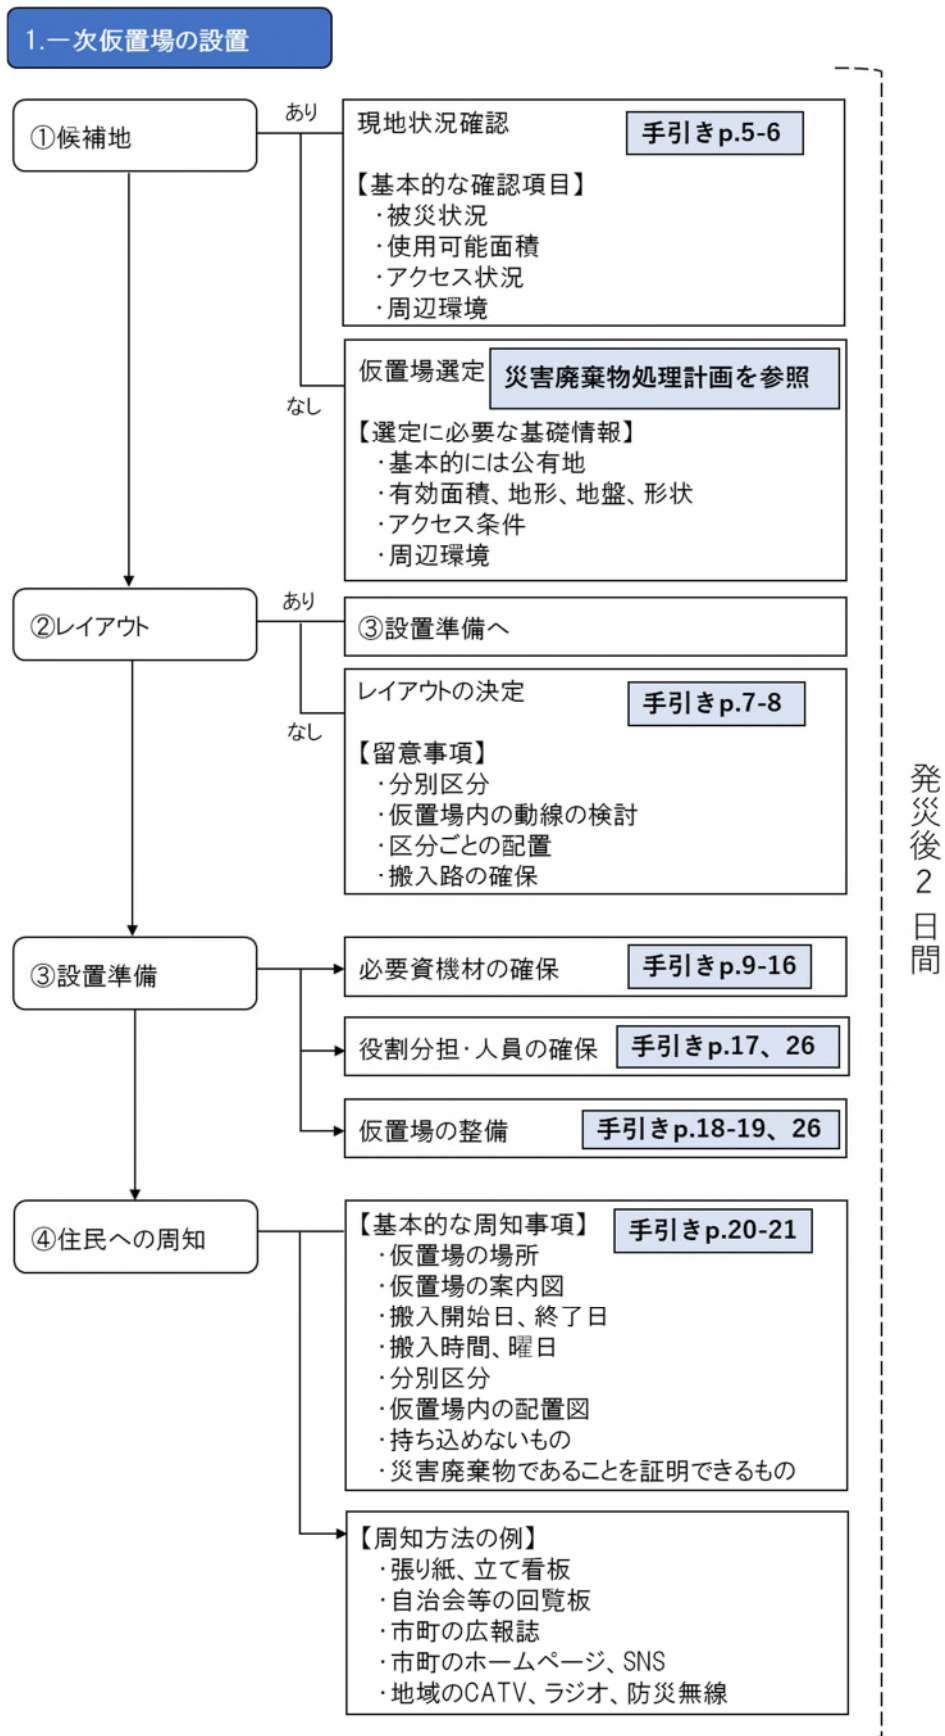 1.一次仮置場の設置
①候補地
あり
現地状況確認
手引きp.5-6
【基本的な確認項目】
・被災状況
・使用可能面積
・アクセス状況
・周辺環境
なし
仮置場選定
災害廃棄物処理計画を参照
【選定に必要な基礎情報】
・基本的には公有地
・有効面積、地形、地盤、形状
・アクセス条件
・周辺環境
②レイアウト
あり
③設置準備へ
なし
レイアウトの決定
手引きp.7-8
【留意事項】
・分別区分
・仮置場内の動線の検討
・区分ごとの配置
・搬入路の確保
③設置準備
必要資機材の確保
手引きp.9-16
役割分担・人員の確保
手引きp.17、26
仮置場の整備
手引きp.18-19、26
④住民への周知
【基本的な周知事項】
手引きp.20-21
・仮置場の場所
・仮置場の案内図
・搬入開始日、終了日
・搬入時間、曜日
・分別区分
・仮置場内の配置図
・持ち込めないもの
・災害廃棄物であることを証明できるもの
【周知方法の例】
・張り紙、立て看板
・自治会等の回覧板
・市町の広報誌
・市町のホームページ、SNS
・地域のCATV、ラジオ、防災無線
発災後2日間